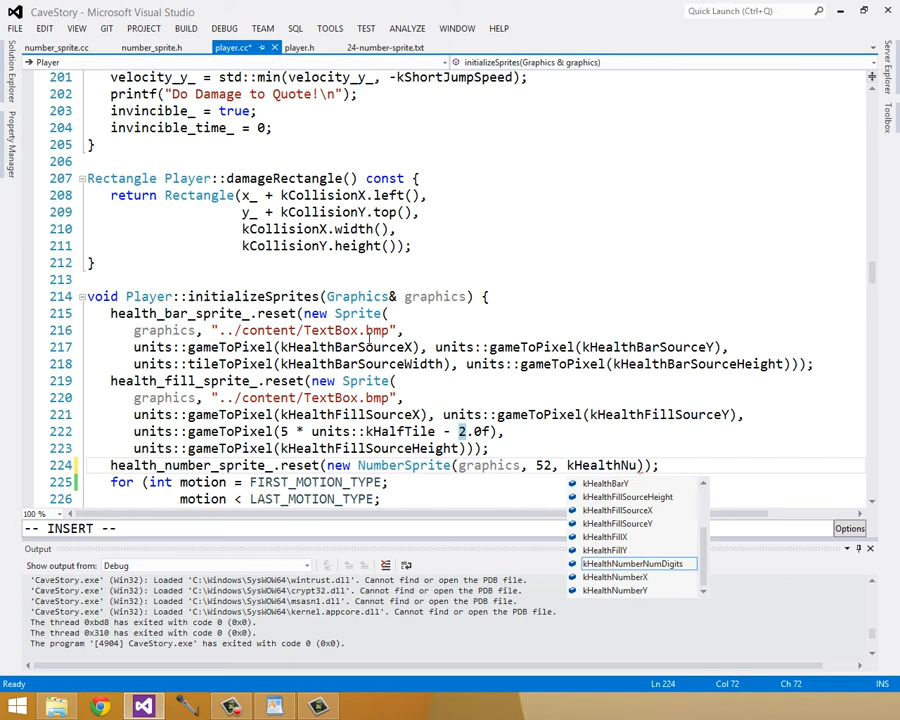 CaveStory - Microsoft Visual Studio
Quick Launch (Ctrl+Q)
FILE EDIT VIEW GIT PROJECT BUILD DEBUG TEAM SQL TOOLS TEST ANALYZE WINDOW HELP
number_sprite.cc number_sprite.h player.cc* player.h 24-number-sprite.txt
Player initializeSprites(Graphics & graphics)
Solution Explorer
Property Manager
Server Explorer
Toolbox
201 velocity_y_ = std::min(velocity_y_, -kShortJumpSpeed);
202 printf("Do Damage to Quote!\n");
203 invincible_ = true;
204 invincible_time_ = 0;
205 }
206
207 Rectangle Player::damageRectangle() const {
208 return Rectangle(x_ + kCollisionX.left(),
209 y_ + kCollisionY.top(),
210 kCollisionX.width(),
211 kCollisionY.height());
212 }
213
214 void Player::initializeSprites(Graphics& graphics) {
215 health_bar_sprite_.reset(new Sprite(
216 graphics, "../content/TextBox.bmp",
217 units::gameToPixel(kHealthBarSourceX), units::gameToPixel(kHealthBarSourceY),
218 units::tileToPixel(kHealthBarSourceWidth), units::gameToPixel(kHealthBarSourceHeight)));
219 health_fill_sprite_.reset(new Sprite(
220 graphics, "../content/TextBox.bmp",
221 units::gameToPixel(kHealthFillSourceX), units::gameToPixel(kHealthFillSourceY),
222 units::gameToPixel(5 * units::kHalfTile - 2.0f),
223 units::gameToPixel(kHealthFillSourceHeight)));
224 health_number_sprite_.reset(new NumberSprite(graphics, 52, kHealthNu));
225 for (int motion = FIRST_MOTION_TYPE;
226 motion < LAST_MOTION_TYPE;
kHealthBarY
kHealthFillSourceHeight
kHealthFillSourceX
kHealthFillSourceY
kHealthFillX
kHealthFillY
kHealthNumberNumDigits
kHealthNumberX
kHealthNumberY
100 %
-- INSERT --
Options
Output
Show output from: Debug
'CaveStory.exe' (Win32): Loaded 'C:\Windows\SysWOW64\wintrust.dll'. Cannot find or open the PDB file.
'CaveStory.exe' (Win32): Loaded 'C:\Windows\SysWOW64\crypt32.dll'. Cannot find or open the PDB file.
'CaveStory.exe' (Win32): Loaded 'C:\Windows\SysWOW64\msasn1.dll'. Cannot find or open the PDB file.
'CaveStory.exe' (Win32): Loaded 'C:\Windows\SysWOW64\kernel.appcore.dll'. Cannot find or open the PDB file.
The thread 0xbd8 has exited with code 0 (0x0).
The thread 0x310 has exited with code 0 (0x0).
The program '[4904] CaveStory.exe' has exited with code 0 (0x0).
Ready Ln 224 Col 72 Ch 72 INS